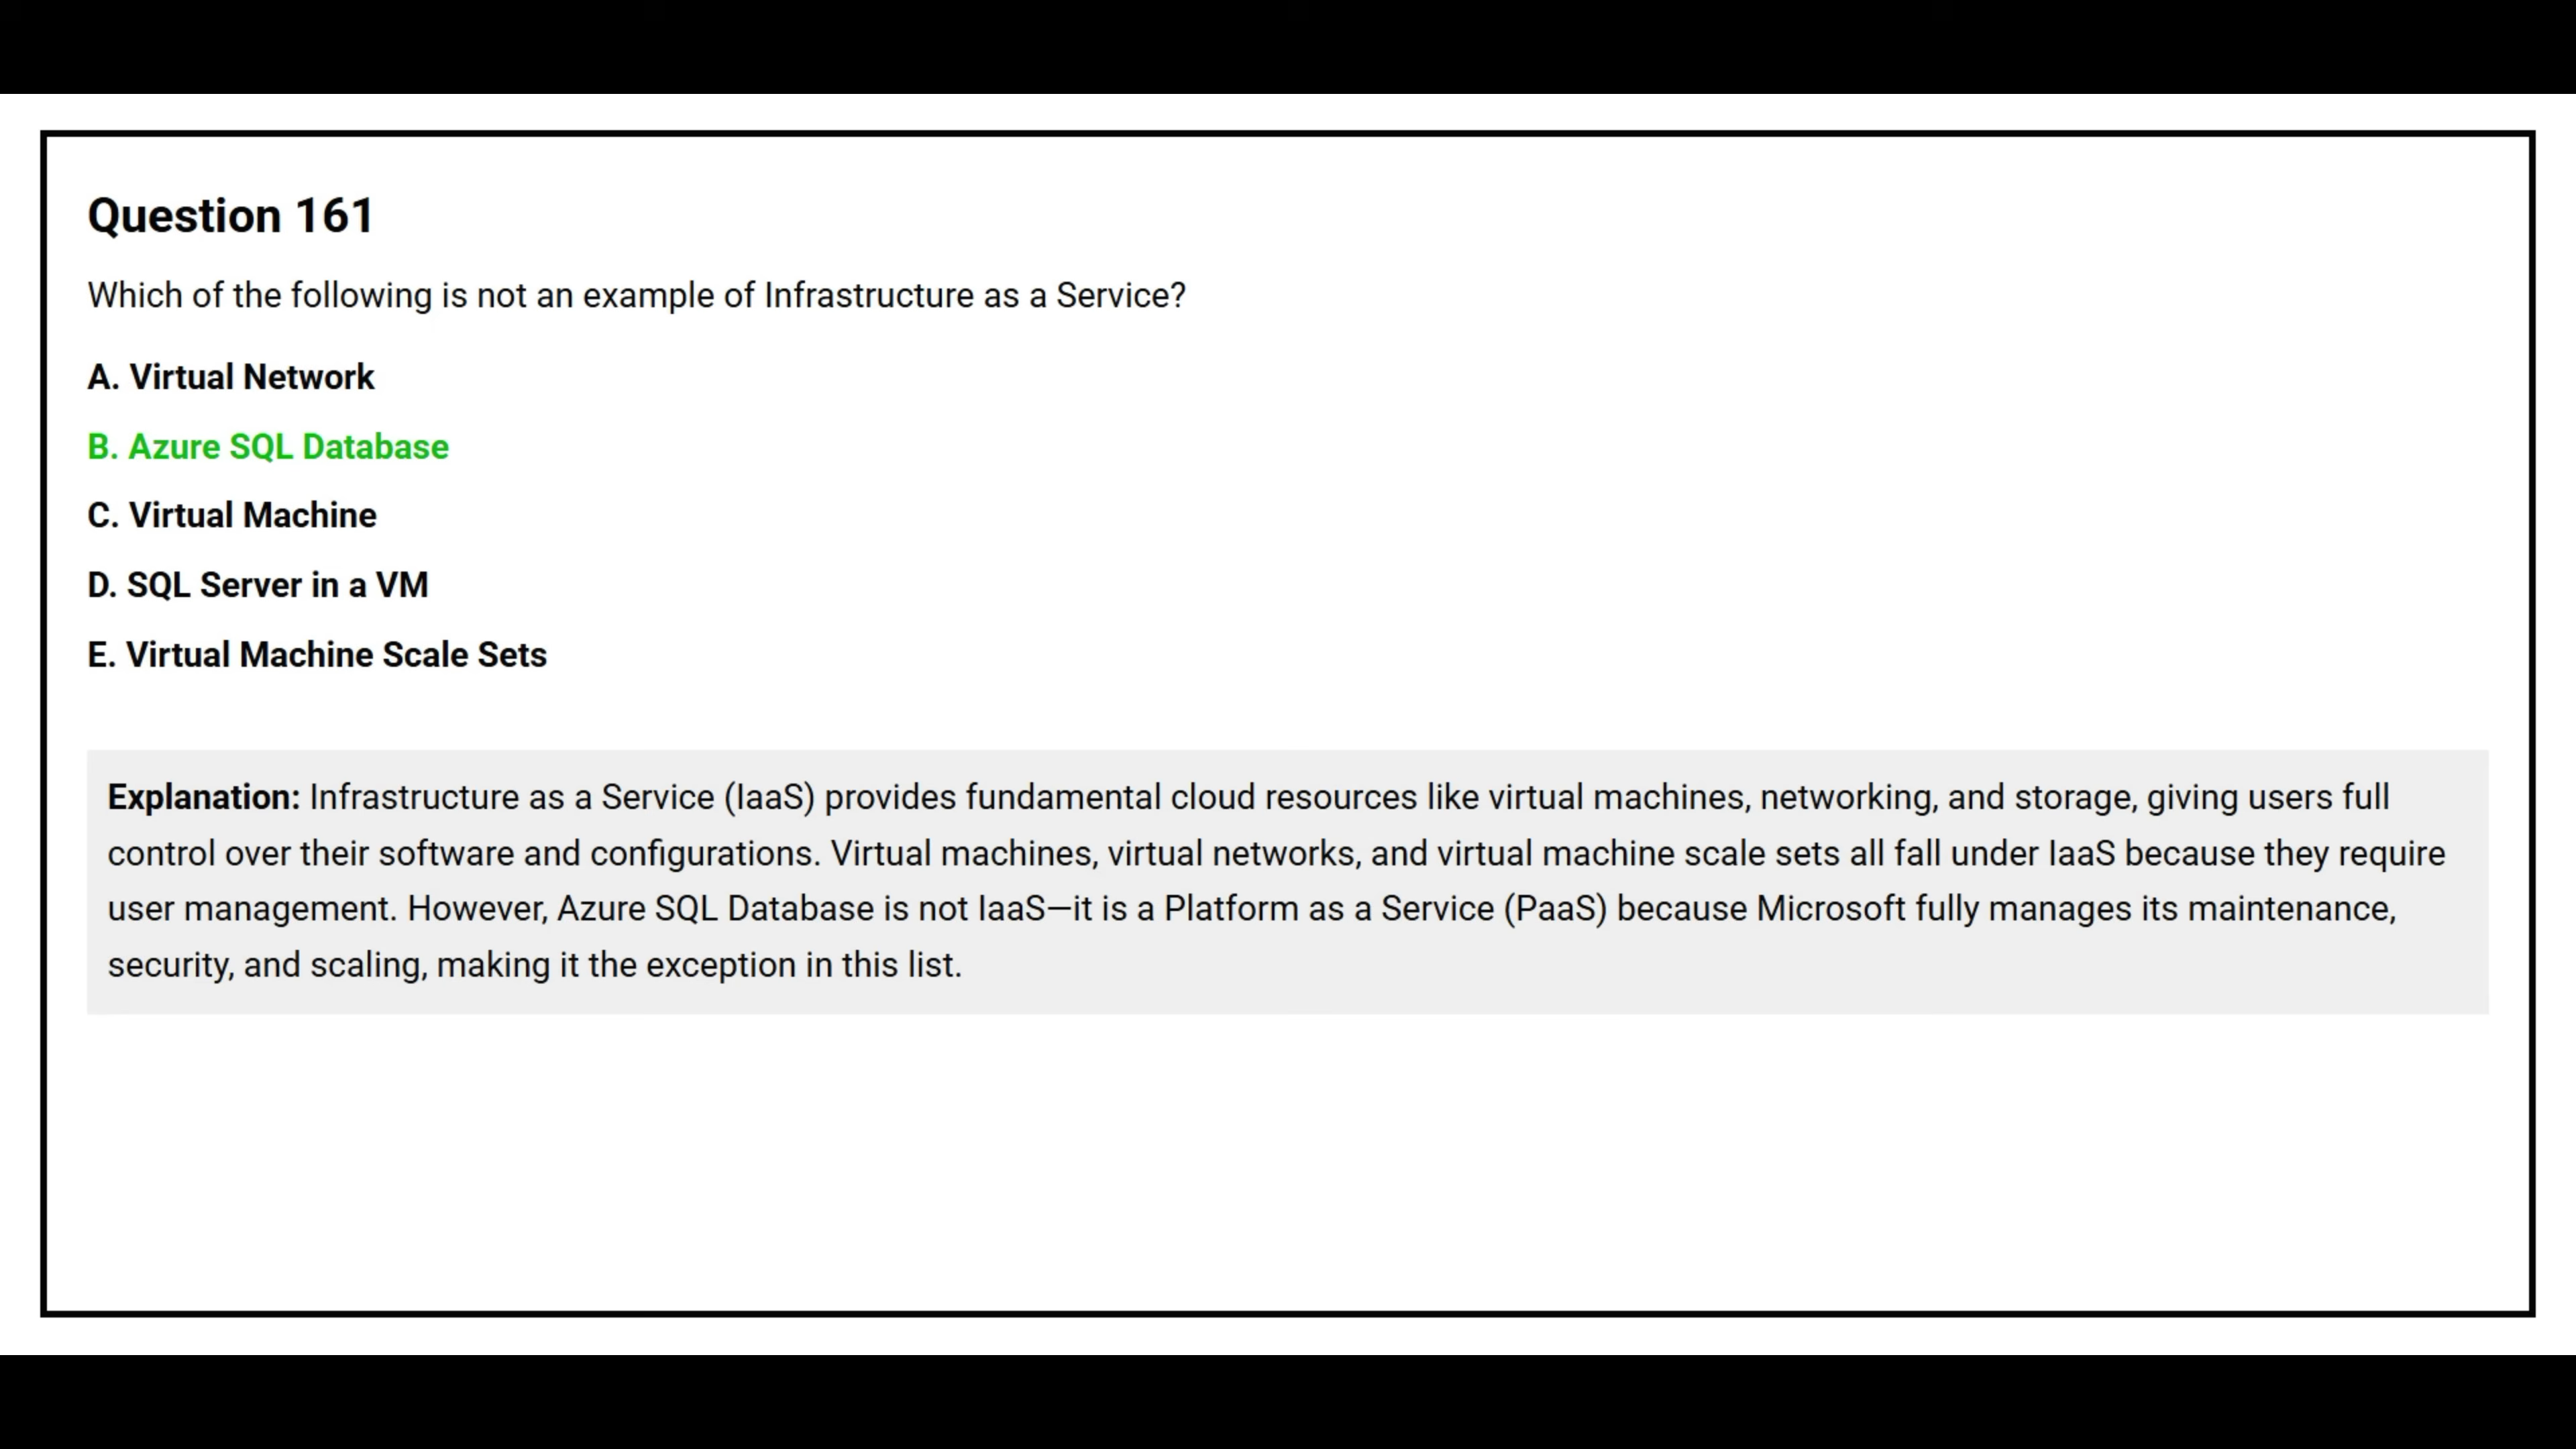 Question 161
Which of the following is not an example of Infrastructure as a Service?
A. Virtual Network
B. Azure SQL Database
C. Virtual Machine
D. SQL Server in a VM
E. Virtual Machine Scale Sets
Explanation: Infrastructure as a Service (IaaS) provides fundamental cloud resources like virtual machines, networking, and storage, giving users full
control over their software and configurations. Virtual machines, virtual networks, and virtual machine scale sets all fall under IaaS because they require
user management. However, Azure SQL Database is not IaaS—it is a Platform as a Service (PaaS) because Microsoft fully manages its maintenance,
security, and scaling, making it the exception in this list.